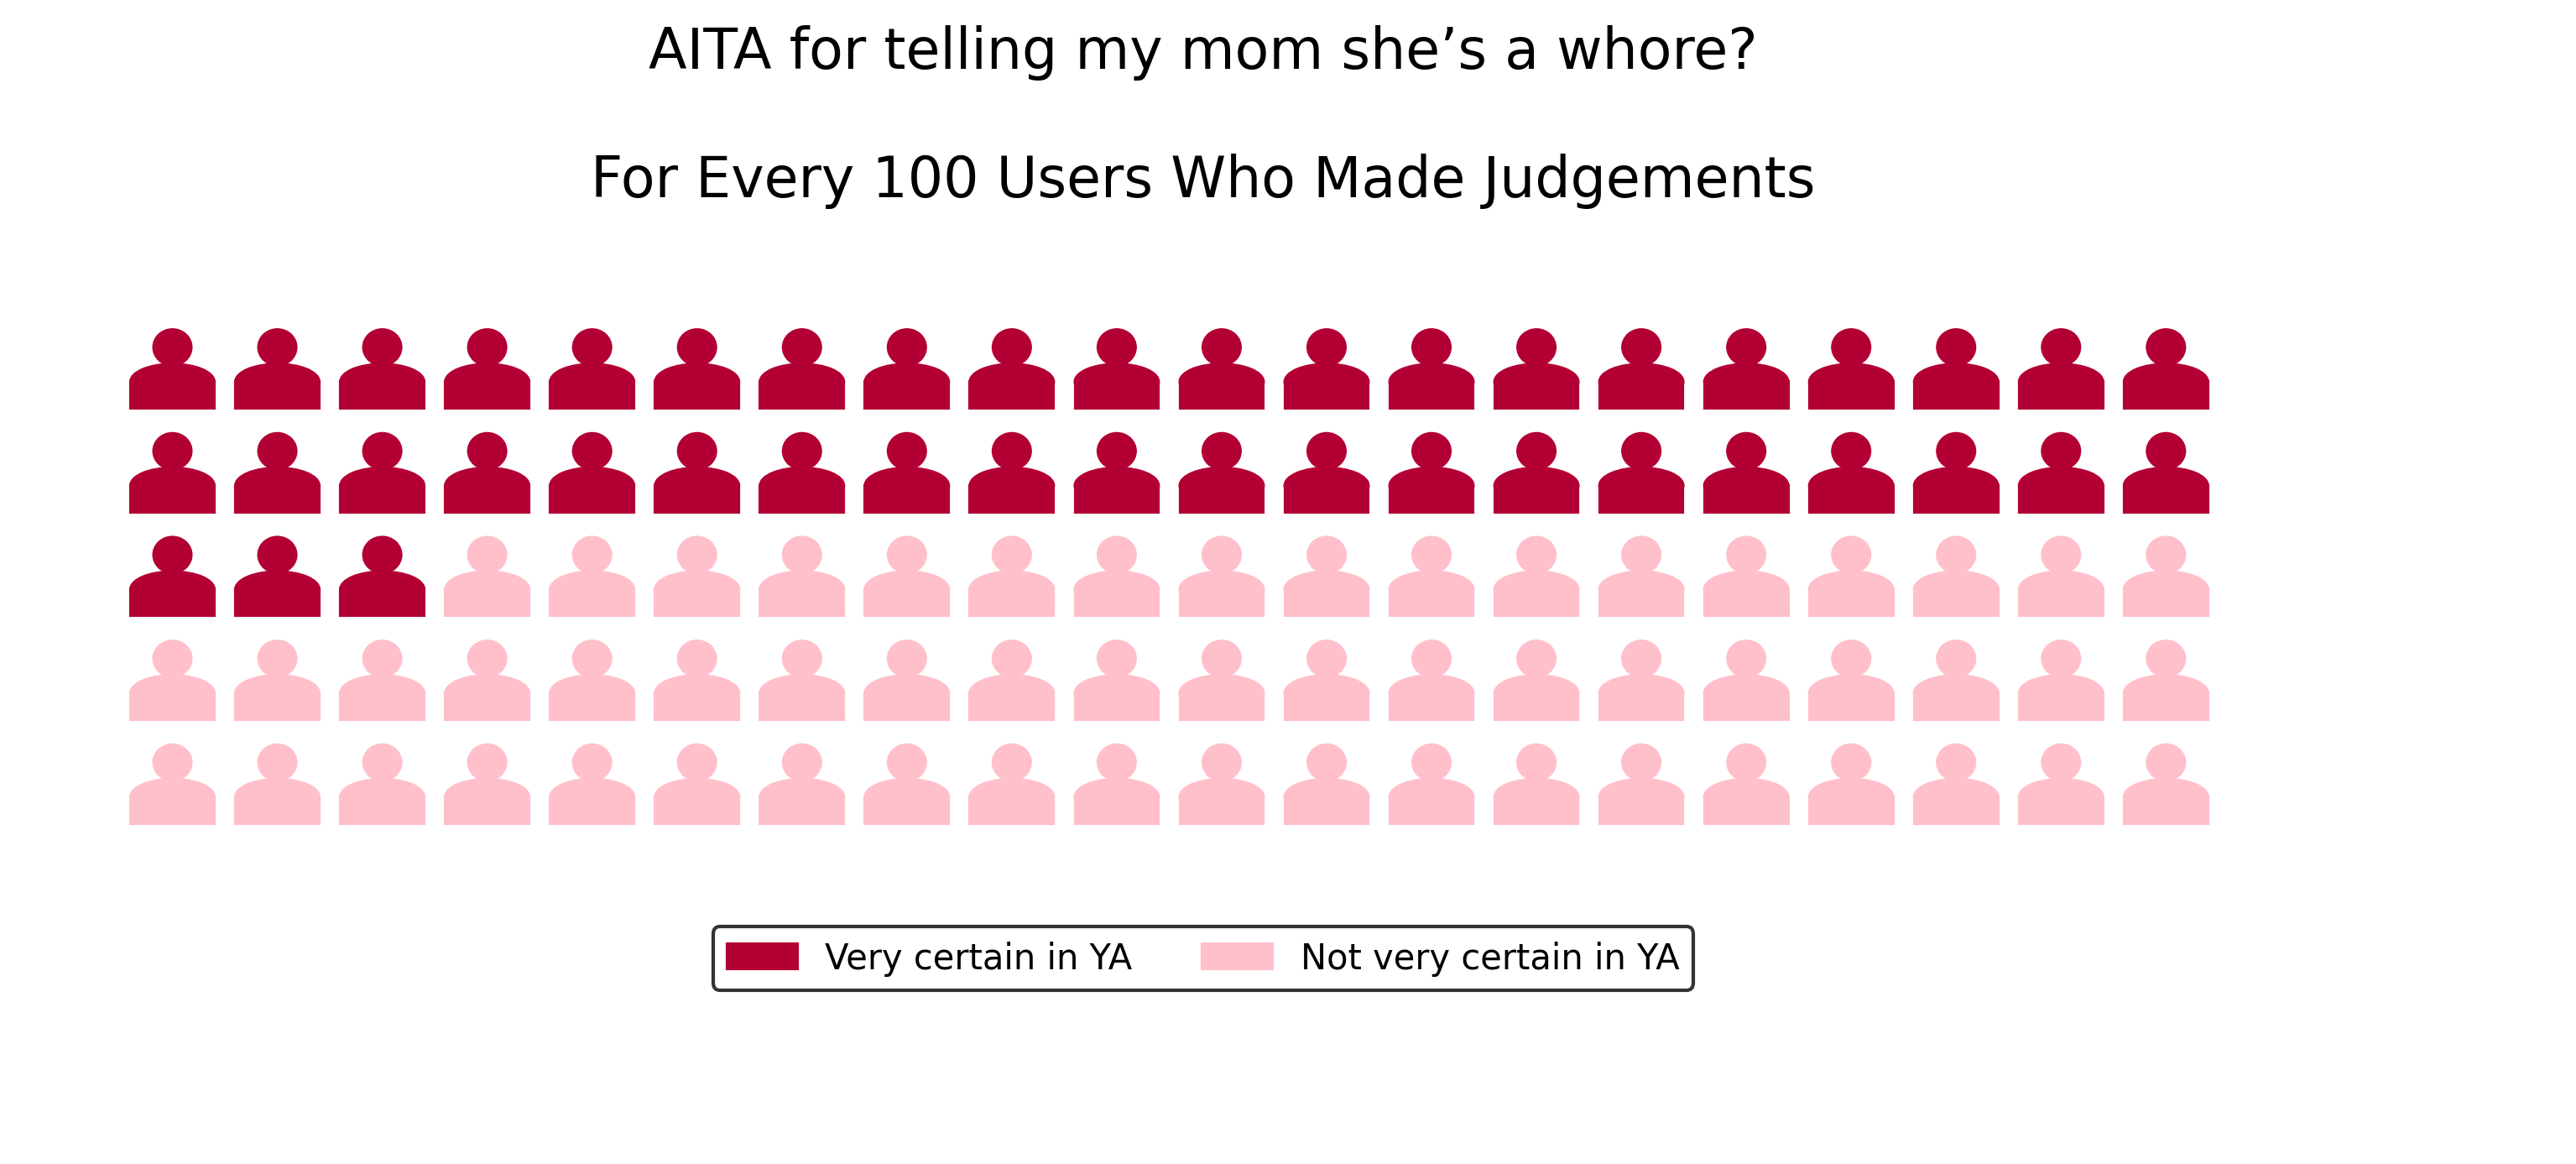 AITA for telling my mom she’s a whore?
For Every 100 Users Who Made Judgements
Very certain in YA
Not very certain in YA